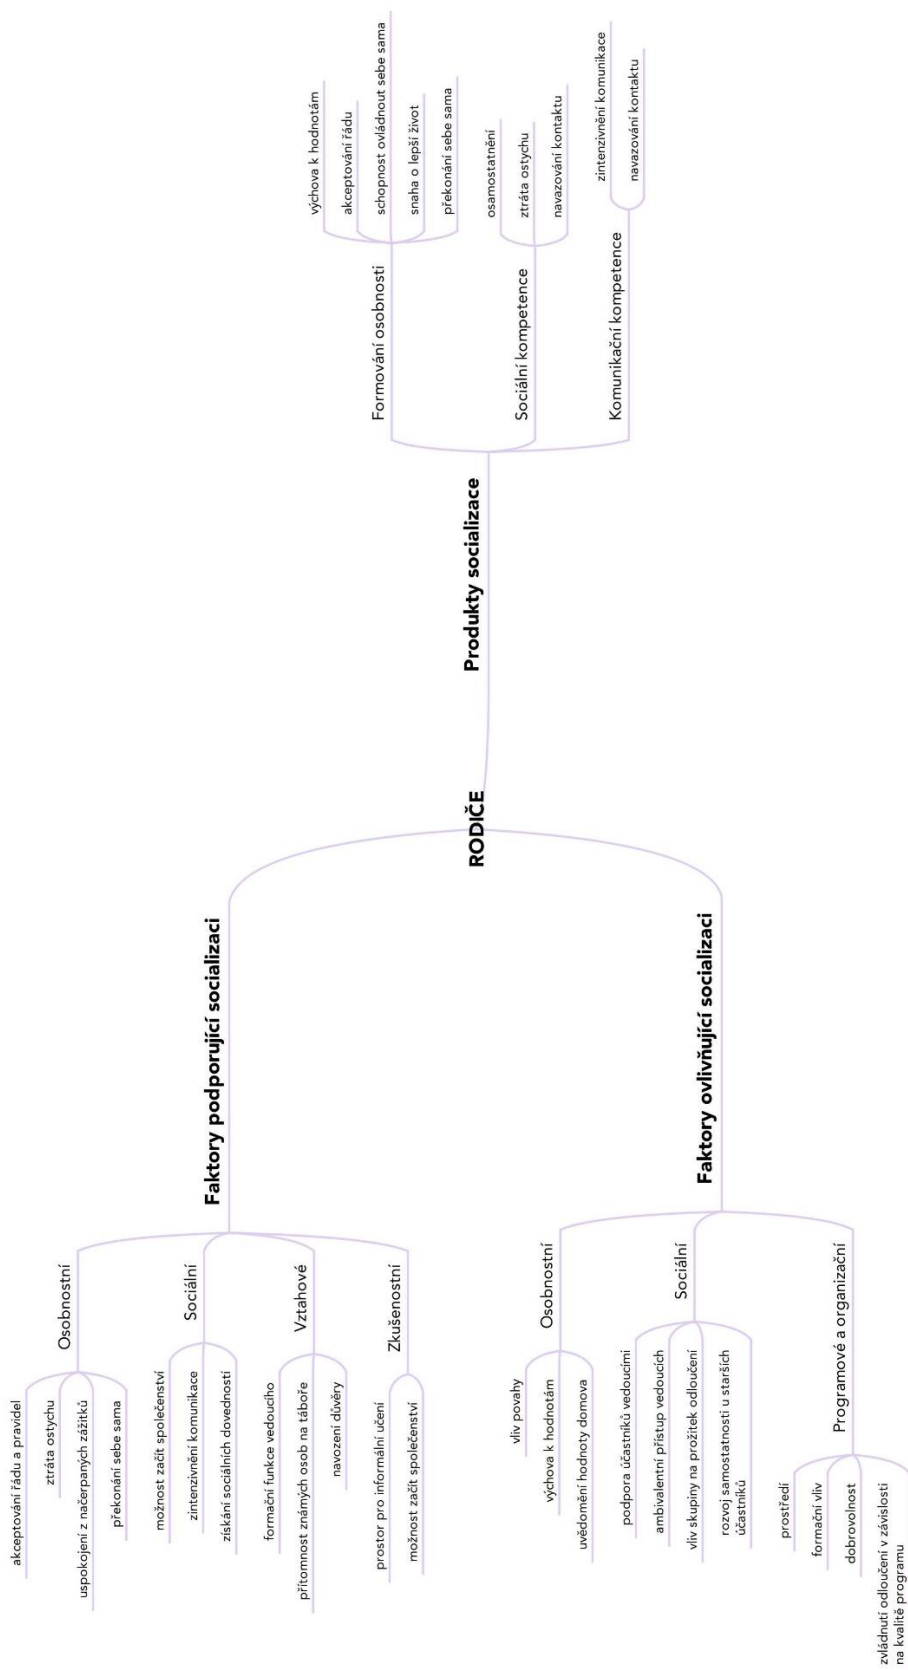 akceptování řádu a pravidel
ztráta ostychu
uspokojení z načerpaných zážitků
překonání sebe sama
Osobnostní
možnost začít společenství
zintenzivnění komunikace
získání sociálních dovedností
Sociální
formační funkce vedoucího
přítomnost známých osob na táboře
navození důvěry
Vztahové
prostor pro informální učení
možnost začít společenství
Zkušenostní
Faktory podporující socializaci
vliv povahy
výchova k hodnotám
uvědomění hodnoty domova
Osobnostní
podpora účastníků vedoucími
ambivalentní přístup vedoucích
vliv skupiny na prožitek odloučení
rozvoj samostatnosti u starších
účastníků
Sociální
prostředí
formační vliv
dobrovolnost
zvládnutí odloučení v závislosti
na kvalitě programu
Programové a organizační
Faktory ovlivňující socializaci
RODIČE
Produkty socializace
Formování osobnosti
výchova k hodnotám
akceptování řádu
schopnost ovládnout sebe sama
snaha o lepší život
překonání sebe sama
Sociální kompetence
osamostatnění
ztráta ostychu
navazování kontaktu
Komunikační kompetence
zintenzivnění komunikace
navazování kontaktu